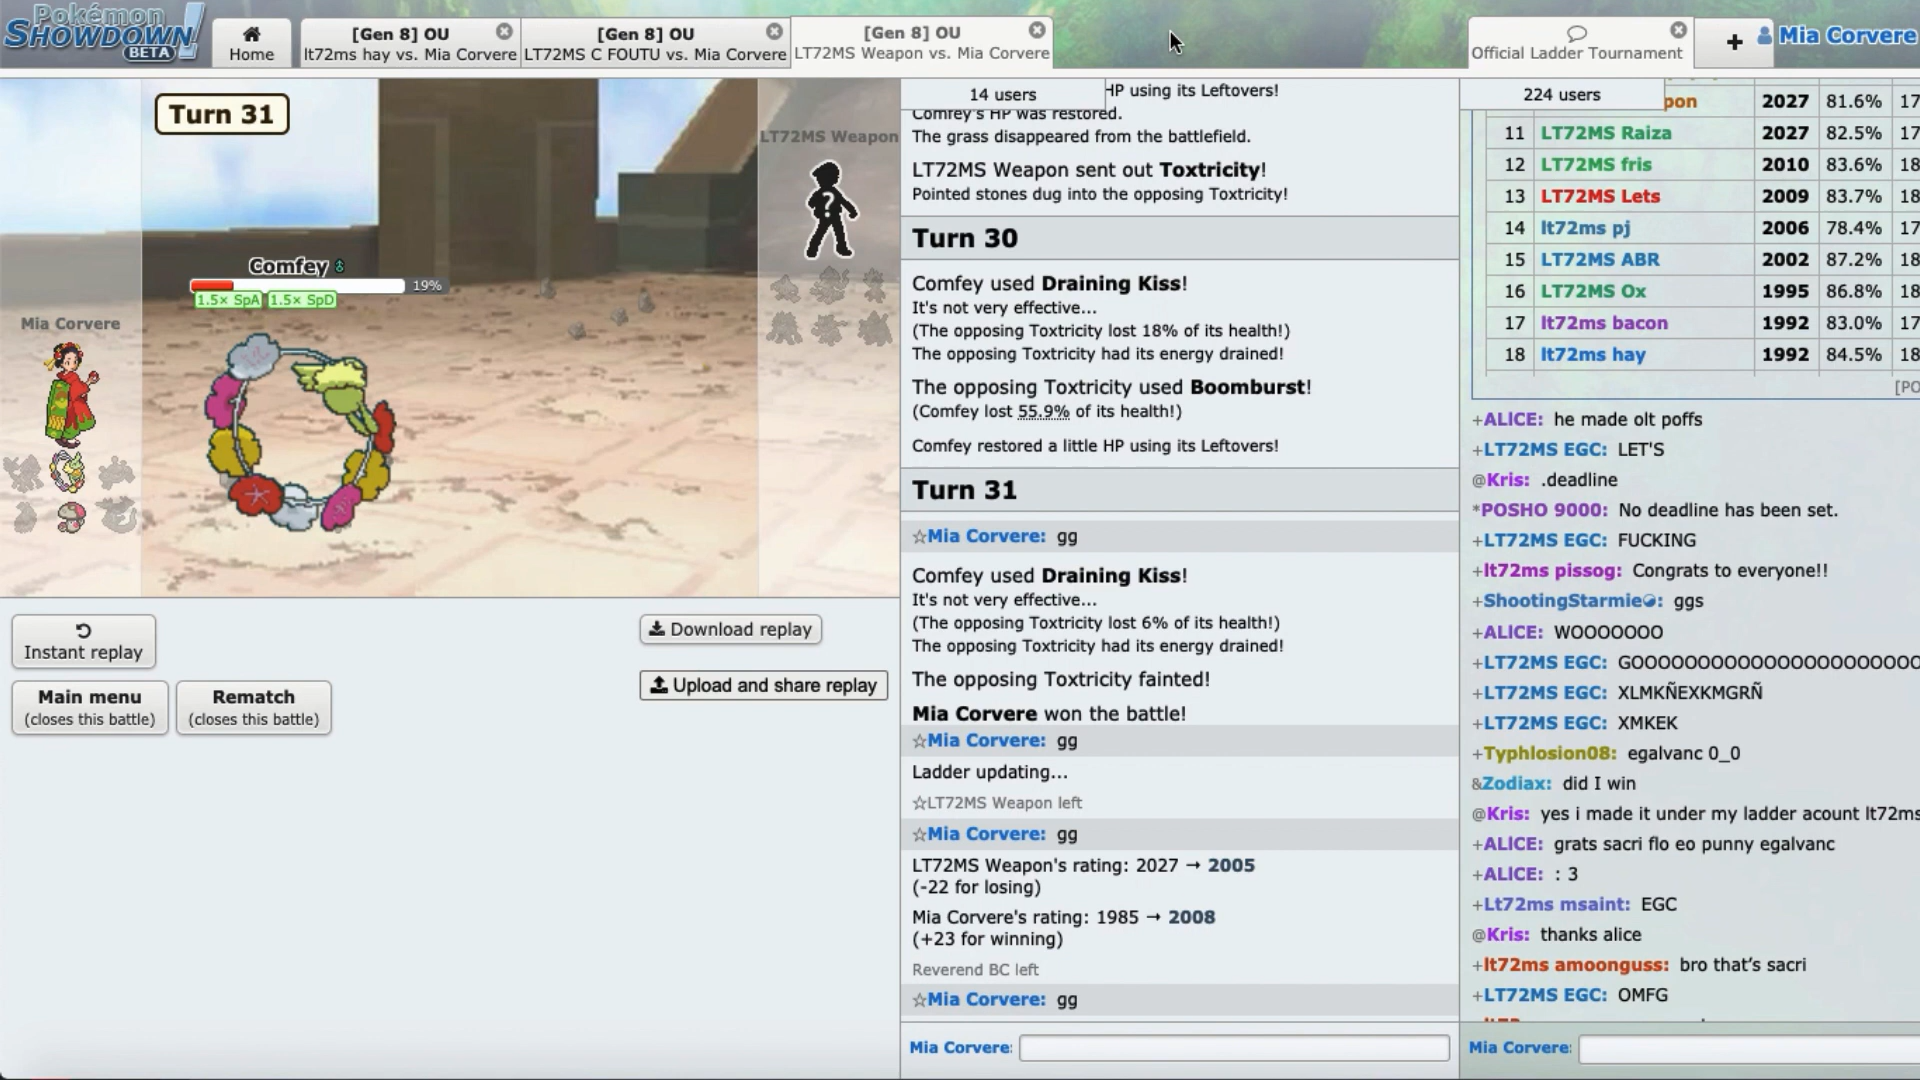 Pokémon
SHOWDOWN!
BETA
Home
[Gen 8] OU
lt72ms hay vs. Mia Corvere
[Gen 8] OU
LT72MS C FOUTU vs. Mia Corvere
[Gen 8] OU
LT72MS Weapon vs. Mia Corvere
Official Ladder Tournament
+
Mia Corvere
Turn 31
LT72MS Weapon
?
Comfey
19%
1.5× SpA 1.5× SpD
Mia Corvere
Instant replay
Download replay
Upload and share replay
Main menu
(closes this battle)
Rematch
(closes this battle)
14 users
HP using its Leftovers!
Comfey's HP was restored.
The grass disappeared from the battlefield.
LT72MS Weapon sent out Toxtricity!
Pointed stones dug into the opposing Toxtricity!
Turn 30
Comfey used Draining Kiss!
It's not very effective...
(The opposing Toxtricity lost 18% of its health!)
The opposing Toxtricity had its energy drained!
The opposing Toxtricity used Boomburst!
(Comfey lost 55.9% of its health!)
Comfey restored a little HP using its Leftovers!
Turn 31
☆Mia Corvere: gg
Comfey used Draining Kiss!
It's not very effective...
(The opposing Toxtricity lost 6% of its health!)
The opposing Toxtricity had its energy drained!
The opposing Toxtricity fainted!
Mia Corvere won the battle!
☆Mia Corvere: gg
Ladder updating...
☆LT72MS Weapon left
☆Mia Corvere: gg
LT72MS Weapon's rating: 2027 → 2005
(-22 for losing)
Mia Corvere's rating: 1985 → 2008
(+23 for winning)
Reverend BC left
☆Mia Corvere: gg
Mia Corvere:
224 users
pon 2027 81.6% 17
11 LT72MS Raiza 2027 82.5% 17
12 LT72MS fris 2010 83.6% 18
13 LT72MS Lets 2009 83.7% 18
14 lt72ms pj 2006 78.4% 17
15 LT72MS ABR 2002 87.2% 18
16 LT72MS Ox 1995 86.8% 18
17 lt72ms bacon 1992 83.0% 17
18 lt72ms hay 1992 84.5% 18
[PO
+ALICE: he made olt poffs
+LT72MS EGC: LET'S
@Kris: .deadline
*POSHO 9000: No deadline has been set.
+LT72MS EGC: FUCKING
+lt72ms pissog: Congrats to everyone!!
+ShootingStarmie: ggs
+ALICE: WOOOOOOO
+LT72MS EGC: GOOOOOOOOOOOOOOOOOOOOOO
+LT72MS EGC: XLMKÑEXKMGRÑ
+LT72MS EGC: XMKEK
+Typhlosion08: egalvanc 0_0
&Zodiax: did I win
@Kris: yes i made it under my ladder acount lt72ms
+ALICE: grats sacri flo eo punny egalvanc
+ALICE: : 3
+Lt72ms msaint: EGC
@Kris: thanks alice
+lt72ms amoonguss: bro that's sacri
+LT72MS EGC: OMFG
Mia Corvere: